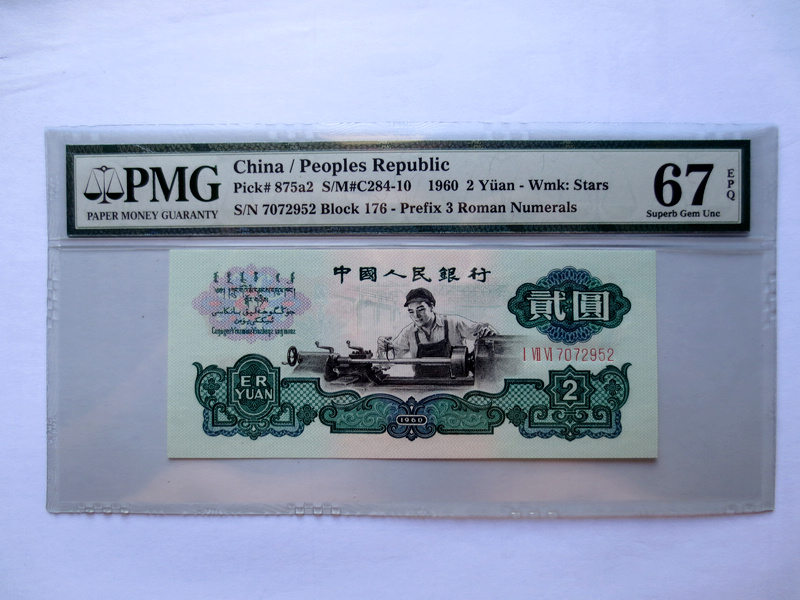 PMG
PAPER MONEY GUARANTY
China / Peoples Republic
Pick# 875a2 S/M#C284-10 1960 2 Yüan - Wmk: Stars
S/N 7072952 Block 176 - Prefix 3 Roman Numerals
67
EPQ
Superb Gem Unc
中國人民銀行
貳圓
I VII VI 7072952
ER
YUAN
1960
2